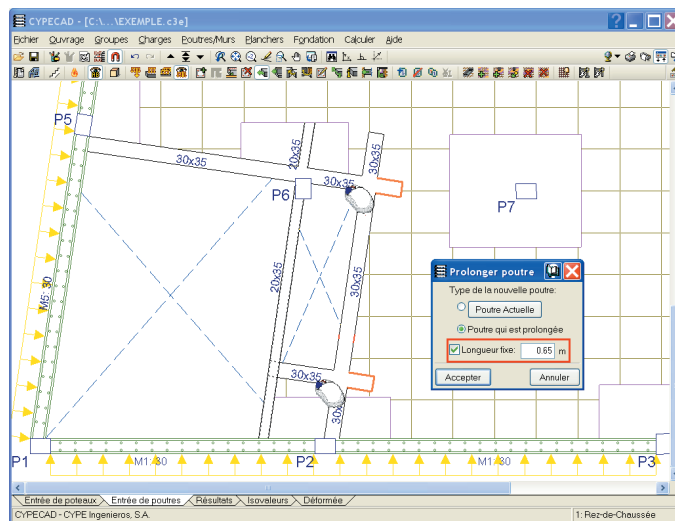 CYPECAD - [C:\...\EXEMPLE.c3e]
Fichier Ouvrage Groupes Charges Poutres/Murs Planchers Fondation Calculer Aide
P5
30x35
20x35
30x35
30x35
P6
P7
M5: 30
20x35
30x35
30x35
30x
Prolonger poutre
Type de la nouvelle poutre:
Poutre Actuelle
Poutre qui est prolongée
Longueur fixe: 0.65 m
Accepter Annuler
P1 M1: 30 P2 M1: 30 P3
Entrée de poteaux Entrée de poutres Résultats Isovaleurs Déformée
CYPECAD - CYPE Ingenieros, S.A. 1: Rez-de-Chaussée